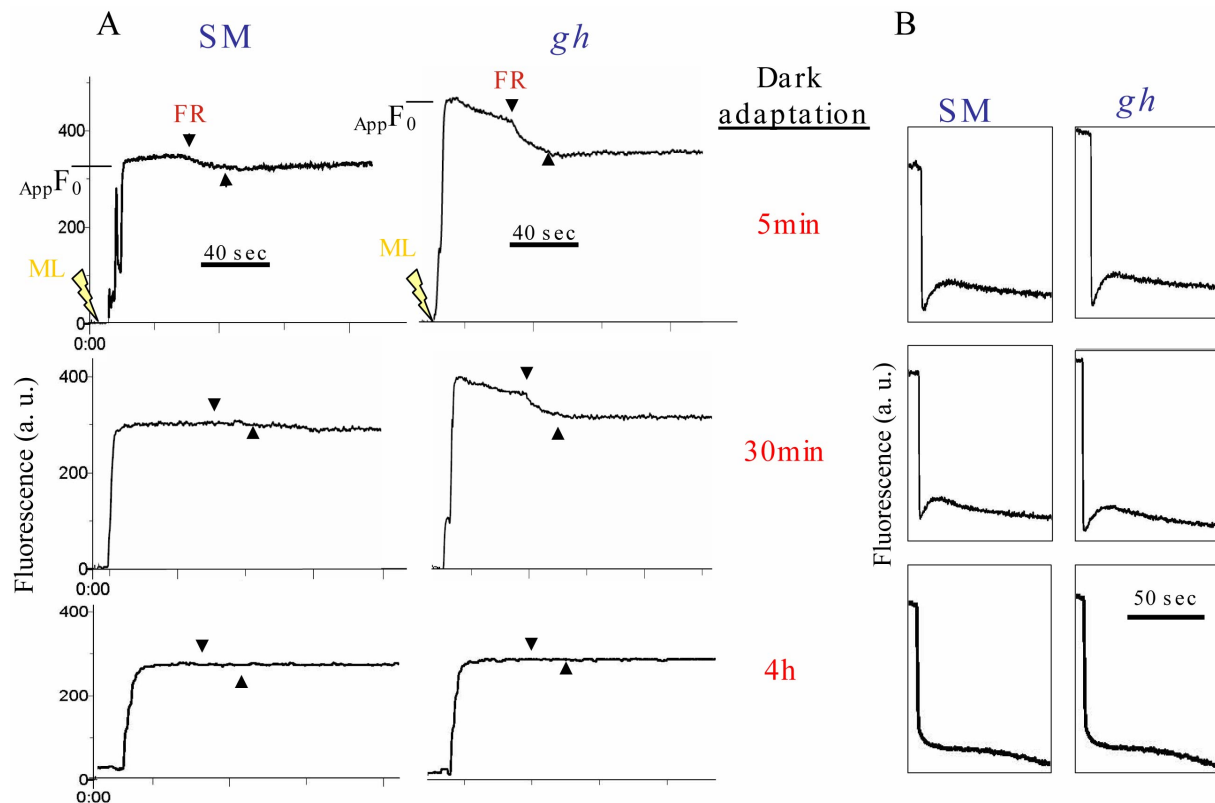 A
B
SM
gh
Dark
adaptation
SM
gh
FR
FR
400
AppF0
AppF0
200
40 sec
40 sec
5min
ML
ML
0
0:00
Fluorescence (a. u.)
Fluorescence (a. u.)
400
200
0
0:00
30min
400
200
0
0:00
4h
50 sec